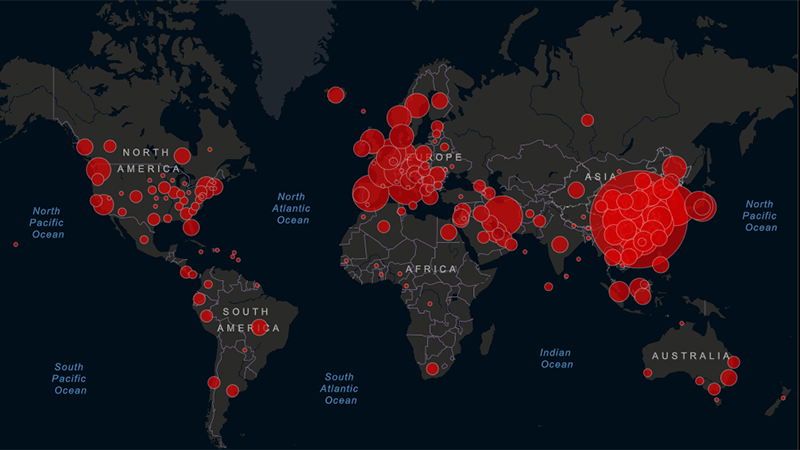 NORTH
AMERICA
EUROPE
ASIA
North
Pacific
Ocean
North
Atlantic
Ocean
North
Pacific
Ocean
AFRICA
SOUTH
AMERICA
South
Pacific
Ocean
South
Atlantic
Ocean
Indian
Ocean
AUSTRALIA